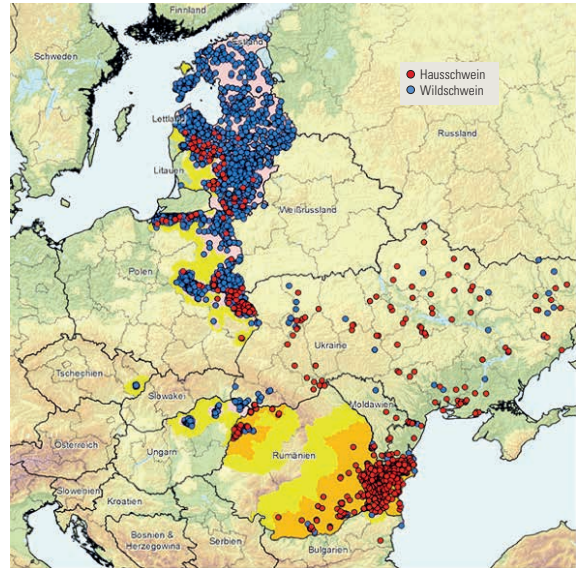 Finnland
Schweden
Estland
Hausschwein
Wildschwein
Lettland
Russland
Litauen
Weißrussland
Polen
Ukraine
Tschechien
Slowakei
Moldawien
Österreich
Ungarn
Rumänien
Slowenien
Kroatien
Bosnien &
Herzegowina
Serbien
Bulgarien